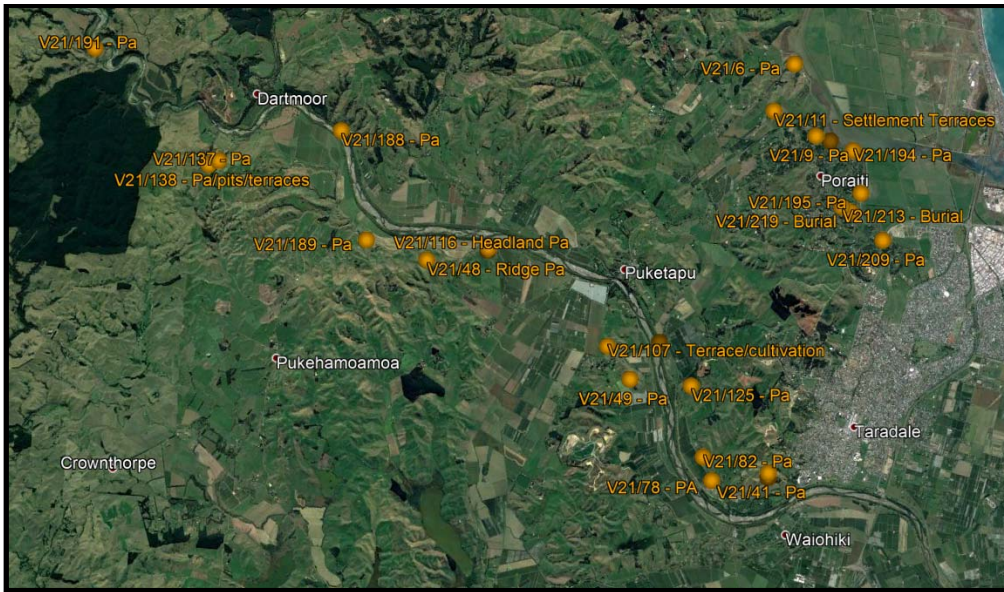 V21/191 - Pa
V21/6 - Pa
Dartmoor
V21/11 - Settlement Terraces
V21/188 - Pa
V21/9 - Pa
V21/194 - Pa
V21/137 - Pa
V21/138 - Pa/pits/terraces
Poraiti
V21/195 - Pa
V21/213 - Burial
V21/219 - Burial
V21/189 - Pa
V21/116 - Headland Pa
V21/209 - Pa
V21/48 - Ridge Pa
Puketapu
V21/107 - Terrace/cultivation
Pukehamoamoa
V21/49 - Pa
V21/125 - Pa
Taradale
Crownthorpe
V21/82 - Pa
V21/78 - PA
V21/41 - Pa
Waiohiki